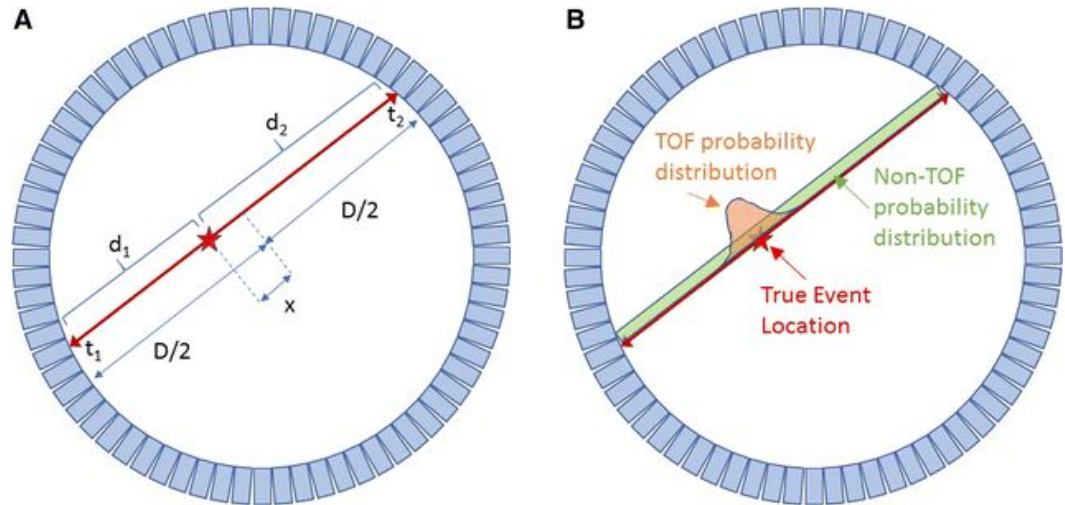 A
d₂
t₂
D/2
d₁
x
t₁
D/2
B
TOF probability
distribution
Non-TOF
probability
distribution
True Event
Location